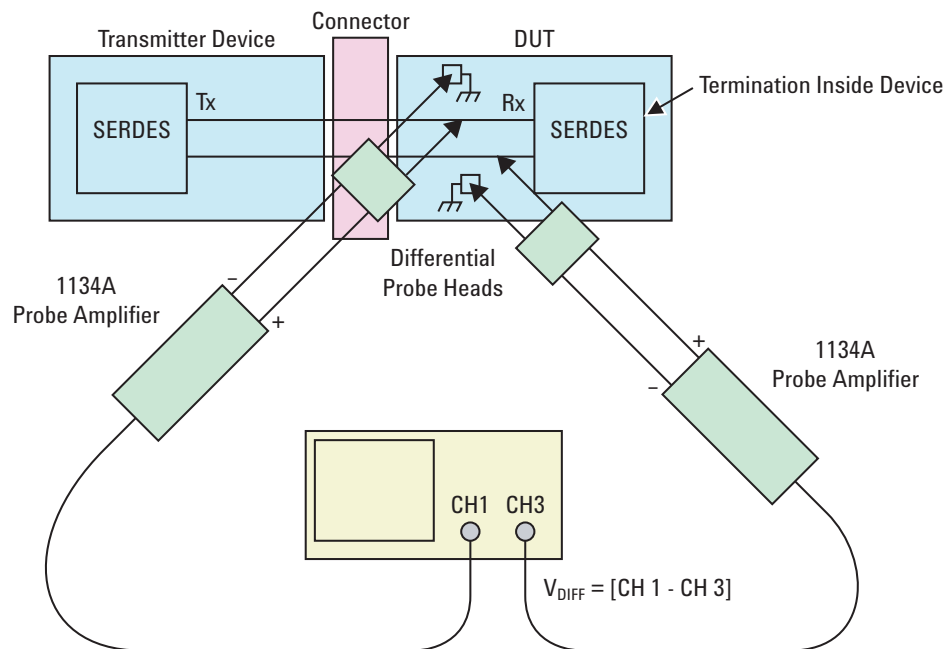 Connector
Transmitter Device
DUT
Tx
Rx
SERDES
SERDES
Termination Inside Device
Differential
Probe Heads
1134A
Probe Amplifier
−
+
+
−
1134A
Probe Amplifier
CH1
CH3
V_DIFF = [CH 1 - CH 3]